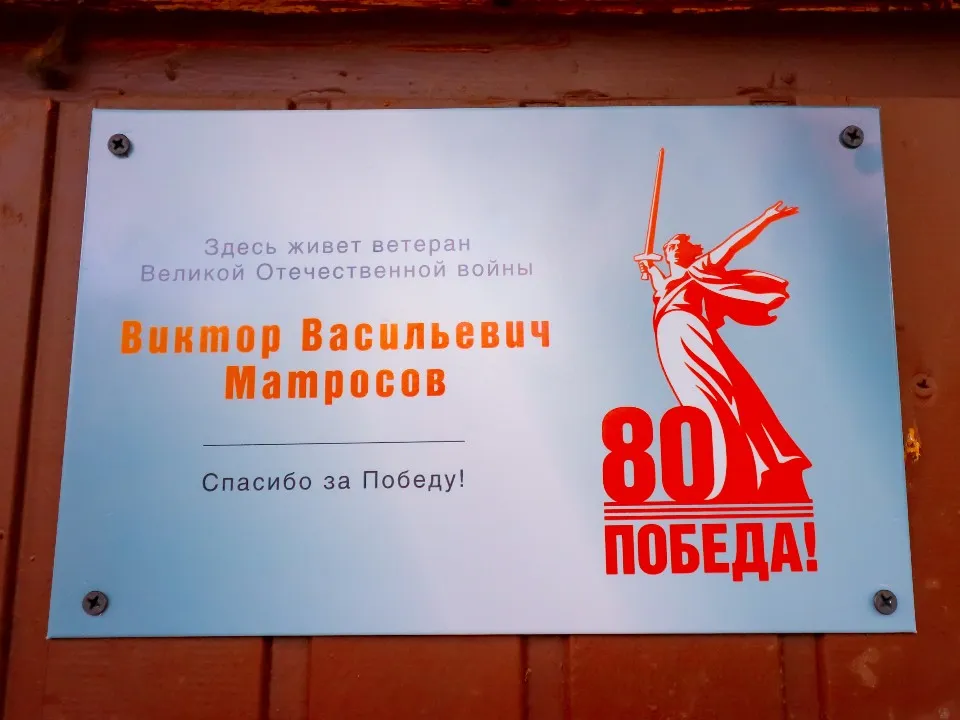 Здесь живет ветеран
Великой Отечественной войны
Виктор Васильевич
Матросов
Спасибо за Победу!
80
ПОБЕДА!